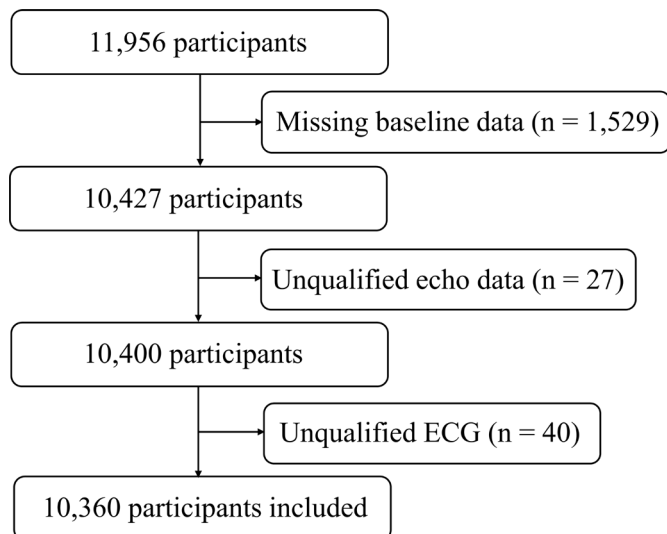 11,956 participants
Missing baseline data (n = 1,529)
10,427 participants
Unqualified echo data (n = 27)
10,400 participants
Unqualified ECG (n = 40)
10,360 participants included